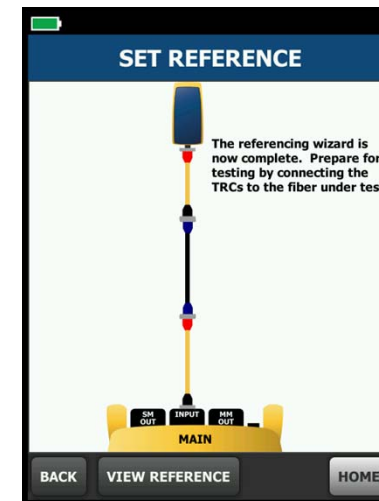 SET REFERENCE
The referencing wizard is
now complete. Prepare for
testing by connecting the
TRCs to the fiber under tes
SM
OUT
INPUT
MM
OUT
MAIN
BACK
VIEW REFERENCE
HOME